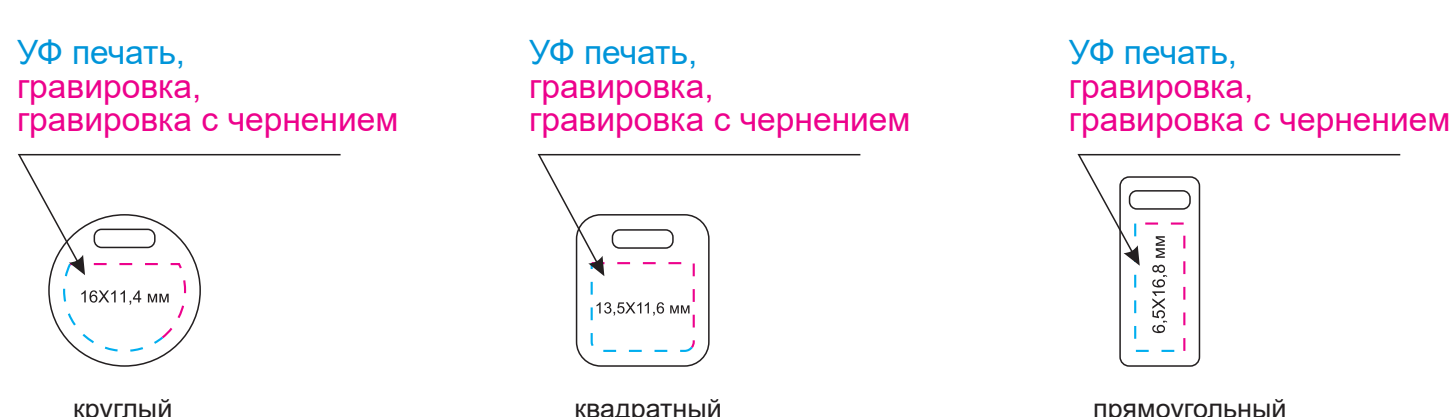 УФ печать,
гравировка,
гравировка с чернением
16Х11,4 мм
круглый
УФ печать,
гравировка,
гравировка с чернением
13,5Х11,6 мм
квадратный
УФ печать,
гравировка,
гравировка с чернением
6,5Х16,8 мм
прямоугольный